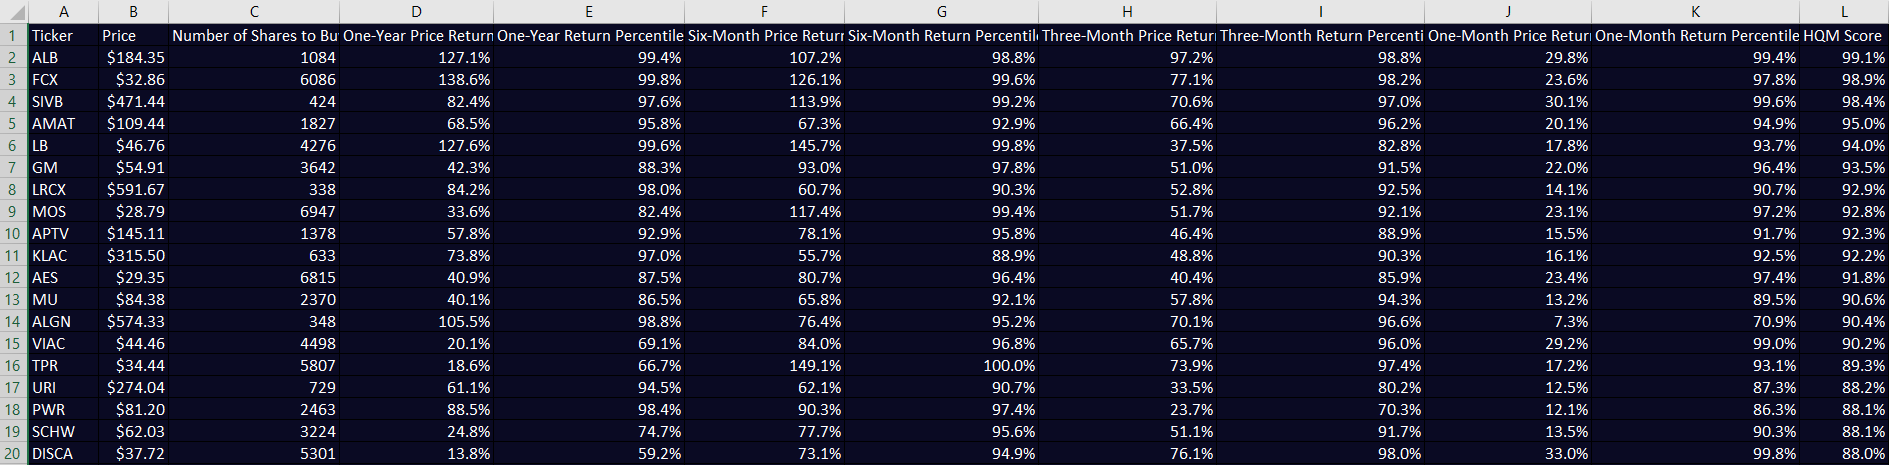 A B C D E F G H I J K L
1 Ticker Price Number of Shares to Bu One-Year Price Return One-Year Return Percentile Six-Month Price Return Six-Month Return Percentil Three-Month Price Retur Three-Month Return Percenti One-Month Price Retur One-Month Return Percentile HQM Score
2 ALB $184.35 1084 127.1% 99.4% 107.2% 98.8% 97.2% 98.8% 29.8% 99.4% 99.1%
3 FCX $32.86 6086 138.6% 99.8% 126.1% 99.6% 77.1% 98.2% 23.6% 97.8% 98.9%
4 SIVB $471.44 424 82.4% 97.6% 113.9% 99.2% 70.6% 97.0% 30.1% 99.6% 98.4%
5 AMAT $109.44 1827 68.5% 95.8% 67.3% 92.9% 66.4% 96.2% 20.1% 94.9% 95.0%
6 LB $46.76 4276 127.6% 99.6% 145.7% 99.8% 37.5% 82.8% 17.8% 93.7% 94.0%
7 GM $54.91 3642 42.3% 88.3% 93.0% 97.8% 51.0% 91.5% 22.0% 96.4% 93.5%
8 LRCX $591.67 338 84.2% 98.0% 60.7% 90.3% 52.8% 92.5% 14.1% 90.7% 92.9%
9 MOS $28.79 6947 33.6% 82.4% 117.4% 99.4% 51.7% 92.1% 23.1% 97.2% 92.8%
10 APTV $145.11 1378 57.8% 92.9% 78.1% 95.8% 46.4% 88.9% 15.5% 91.7% 92.3%
11 KLAC $315.50 633 73.8% 97.0% 55.7% 88.9% 48.8% 90.3% 16.1% 92.5% 92.2%
12 AES $29.35 6815 40.9% 87.5% 80.7% 96.4% 40.4% 85.9% 23.4% 97.4% 91.8%
13 MU $84.38 2370 40.1% 86.5% 65.8% 92.1% 57.8% 94.3% 13.2% 89.5% 90.6%
14 ALGN $574.33 348 105.5% 98.8% 76.4% 95.2% 70.1% 96.6% 7.3% 70.9% 90.4%
15 VIAC $44.46 4498 20.1% 69.1% 84.0% 96.8% 65.7% 96.0% 29.2% 99.0% 90.2%
16 TPR $34.44 5807 18.6% 66.7% 149.1% 100.0% 73.9% 97.4% 17.2% 93.1% 89.3%
17 URI $274.04 729 61.1% 94.5% 62.1% 90.7% 33.5% 80.2% 12.5% 87.3% 88.2%
18 PWR $81.20 2463 88.5% 98.4% 90.3% 97.4% 23.7% 70.3% 12.1% 86.3% 88.1%
19 SCHW $62.03 3224 24.8% 74.7% 77.7% 95.6% 51.1% 91.7% 13.5% 90.3% 88.1%
20 DISCA $37.72 5301 13.8% 59.2% 73.1% 94.9% 76.1% 98.0% 33.0% 99.8% 88.0%